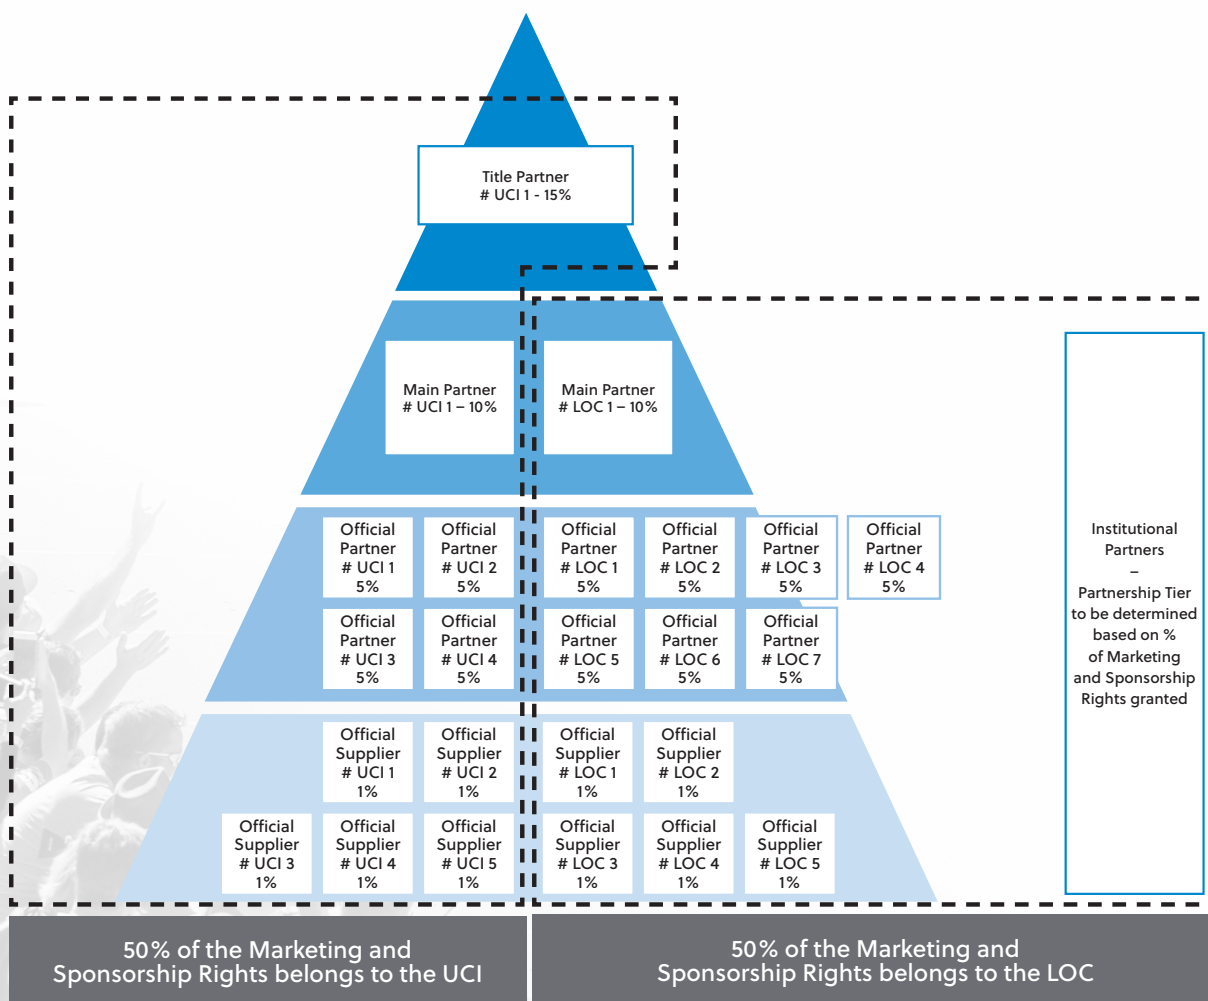 Title Partner
# UCI 1 - 15%
Main Partner
# UCI 1 – 10%
Main Partner
# LOC 1 – 10%
Official
Partner
# UCI 1
5%
Official
Partner
# UCI 2
5%
Official
Partner
# LOC 1
5%
Official
Partner
# LOC 2
5%
Official
Partner
# LOC 3
5%
Official
Partner
# LOC 4
5%
Official
Partner
# UCI 3
5%
Official
Partner
# UCI 4
5%
Official
Partner
# LOC 5
5%
Official
Partner
# LOC 6
5%
Official
Partner
# LOC 7
5%
Official
Supplier
# UCI 1
1%
Official
Supplier
# UCI 2
1%
Official
Supplier
# LOC 1
1%
Official
Supplier
# LOC 2
1%
Official
Supplier
# UCI 3
1%
Official
Supplier
# UCI 4
1%
Official
Supplier
# UCI 5
1%
Official
Supplier
# LOC 3
1%
Official
Supplier
# LOC 4
1%
Official
Supplier
# LOC 5
1%
Institutional
Partners
–
Partnership Tier
to be determined
based on %
of Marketing
and Sponsorship
Rights granted
50% of the Marketing and
Sponsorship Rights belongs to the UCI
50% of the Marketing and
Sponsorship Rights belongs to the LOC